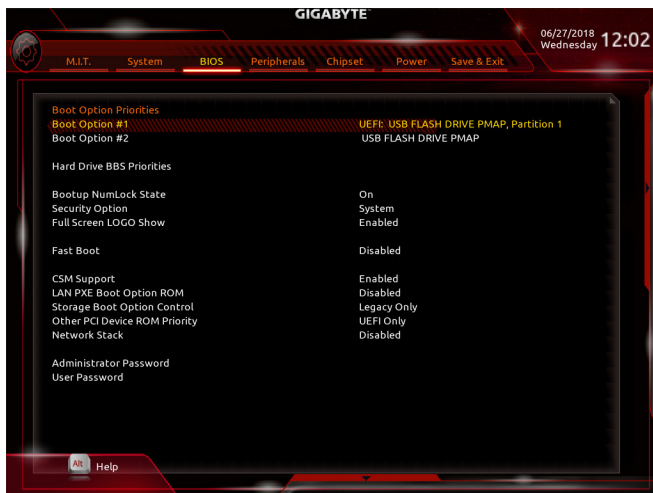 GIGABYTE™
06/27/2018
Wednesday 12:02
M.I.T. System BIOS Peripherals Chipset Power Save & Exit
Boot Option Priorities
Boot Option #1 UEFI: USB FLASH DRIVE PMAP, Partition 1
Boot Option #2 USB FLASH DRIVE PMAP
Hard Drive BBS Priorities
Bootup NumLock State On
Security Option System
Full Screen LOGO Show Enabled
Fast Boot Disabled
CSM Support Enabled
LAN PXE Boot Option ROM Disabled
Storage Boot Option Control Legacy Only
Other PCI Device ROM Priority UEFI Only
Network Stack Disabled
Administrator Password
User Password
Alt Help